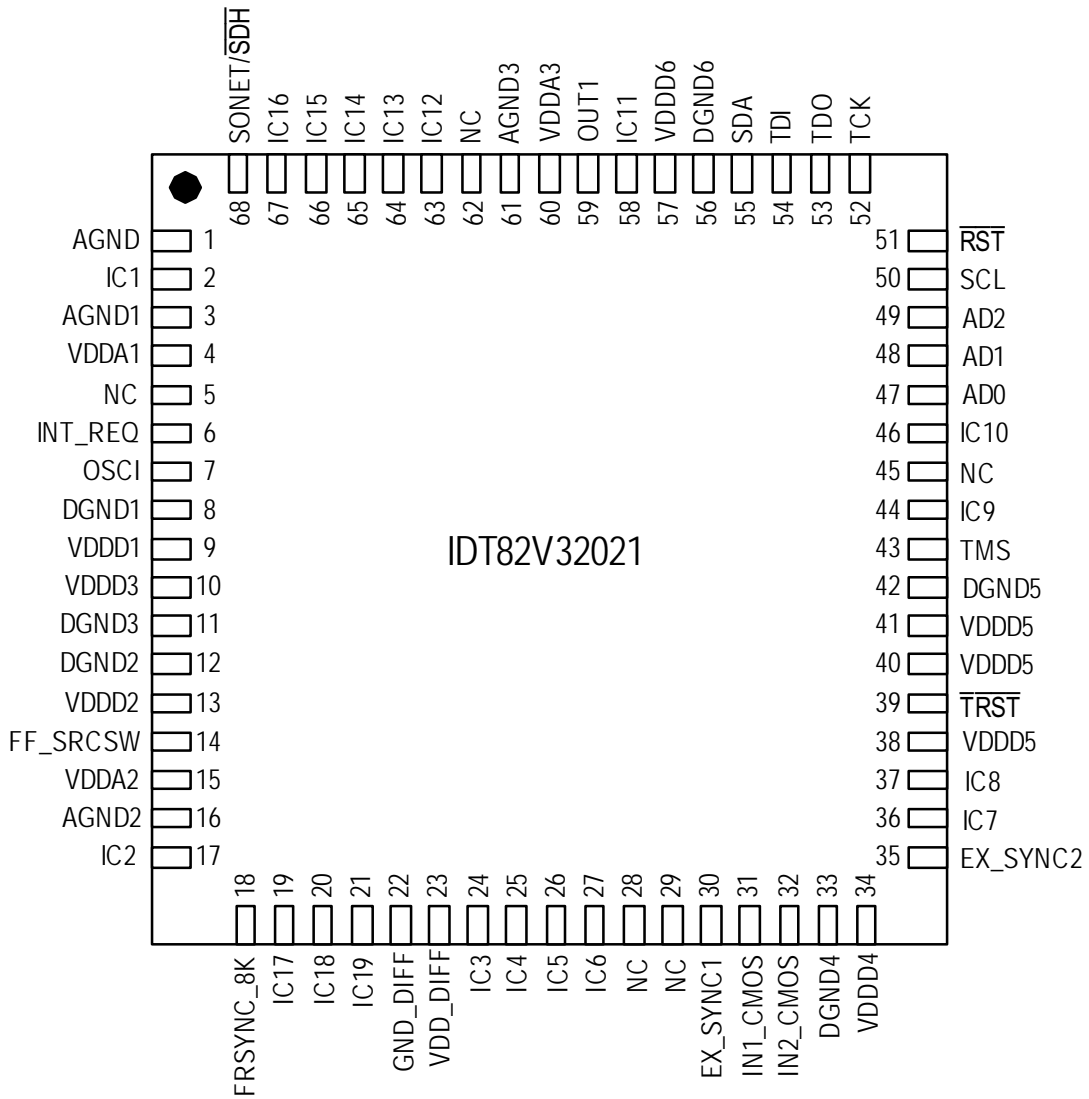 SONET/SDH
IC16
IC15
IC14
IC13
IC12
NC
AGND3
VDDA3
OUT1
IC11
VDDD6
DGND6
SDA
TDI
TDO
TCK
68
67
66
65
64
63
62
61
60
59
58
57
56
55
54
53
52
AGND 1
IC1 2
AGND1 3
VDDA1 4
NC 5
INT_REQ 6
OSCI 7
DGND1 8
VDDD1 9
VDDD3 10
DGND3 11
DGND2 12
VDDD2 13
FF_SRCSW 14
VDDA2 15
AGND2 16
IC2 17
IDT82V32021
51 RST
50 SCL
49 AD2
48 AD1
47 AD0
46 IC10
45 NC
44 IC9
43 TMS
42 DGND5
41 VDDD5
40 VDDD5
39 TRST
38 VDDD5
37 IC8
36 IC7
35 EX_SYNC2
18
19
20
21
22
23
24
25
26
27
28
29
30
31
32
33
34
FRSYNC_8K
IC17
IC18
IC19
GND_DIFF
VDD_DIFF
IC3
IC4
IC5
IC6
NC
NC
EX_SYNC1
IN1_CMOS
IN2_CMOS
DGND4
VDDD4